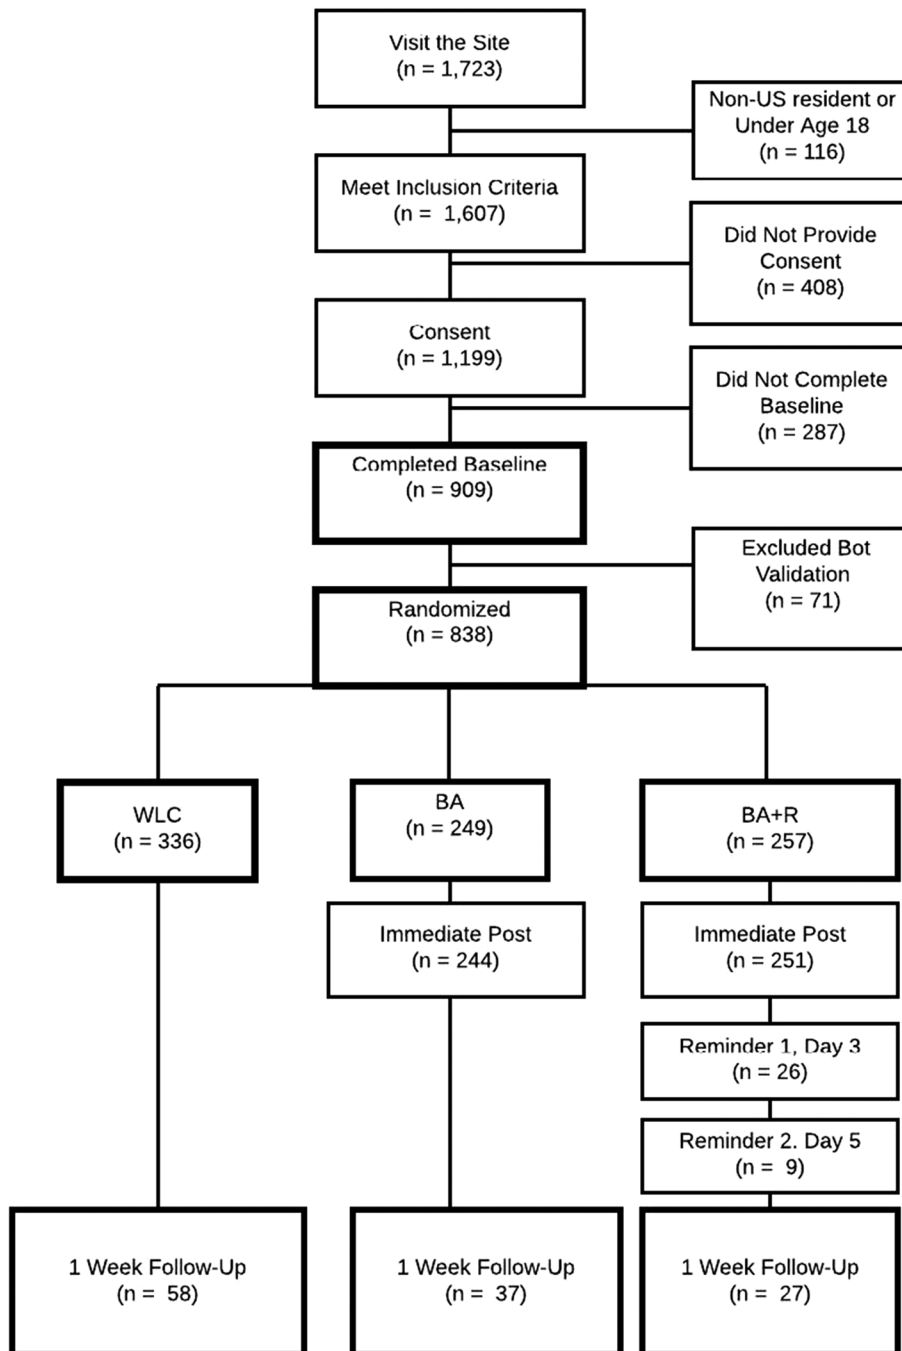 Visit the Site
(n = 1,723)
Non-US resident or
Under Age 18
(n = 116)
Meet Inclusion Criteria
(n =  1,607)
Did Not Provide
Consent
(n = 408)
Consent
(n = 1,199)
Did Not Complete
Baseline
(n = 287)
Completed Baseline
(n = 909)
Excluded Bot
Validation
(n = 71)
Randomized
(n = 838)
WLC
(n = 336)
BA
(n = 249)
BA+R
(n = 257)
Immediate Post
(n = 244)
Immediate Post
(n = 251)
Reminder 1, Day 3
(n = 26)
Reminder 2. Day 5
(n =  9)
1 Week Follow-Up
(n =  58)
1 Week Follow-Up
(n =  37)
1 Week Follow-Up
(n =  27)